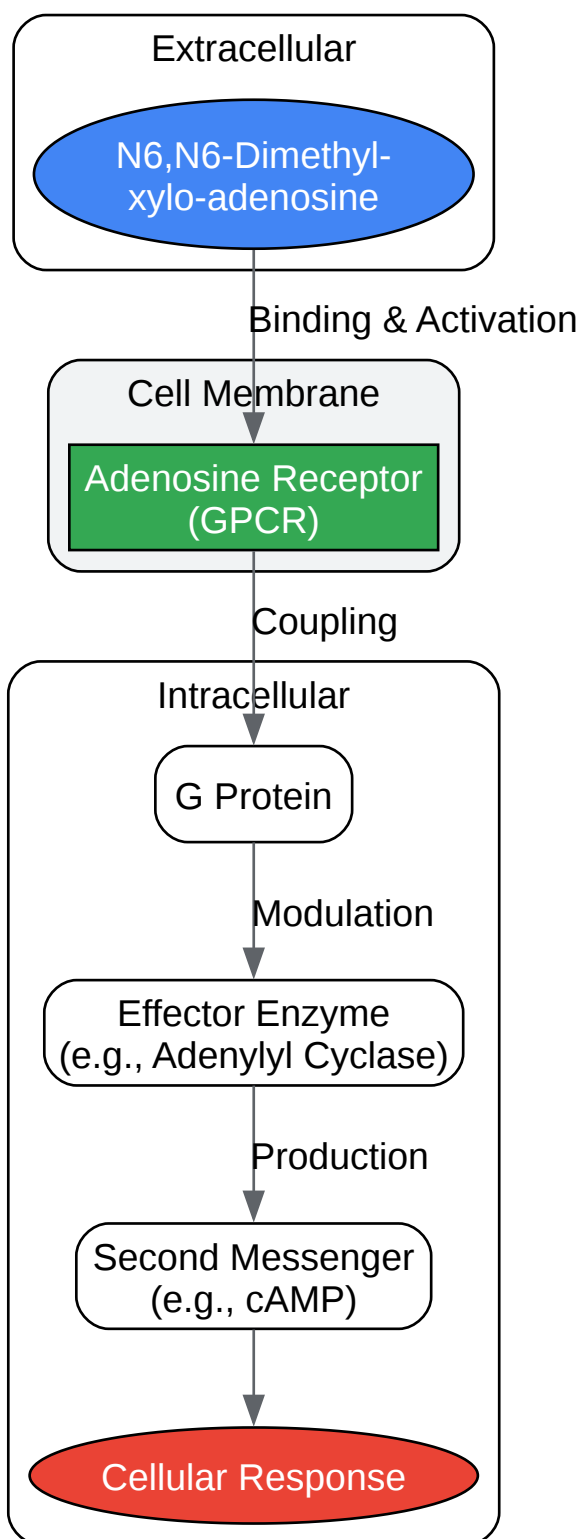 Extracellular
N6,N6-Dimethyl-
xylo-adenosine
Binding & Activation
Cell Membrane
Adenosine Receptor
(GPCR)
Coupling
Intracellular
G Protein
Modulation
Effector Enzyme
(e.g., Adenylyl Cyclase)
Production
Second Messenger
(e.g., cAMP)
Cellular Response